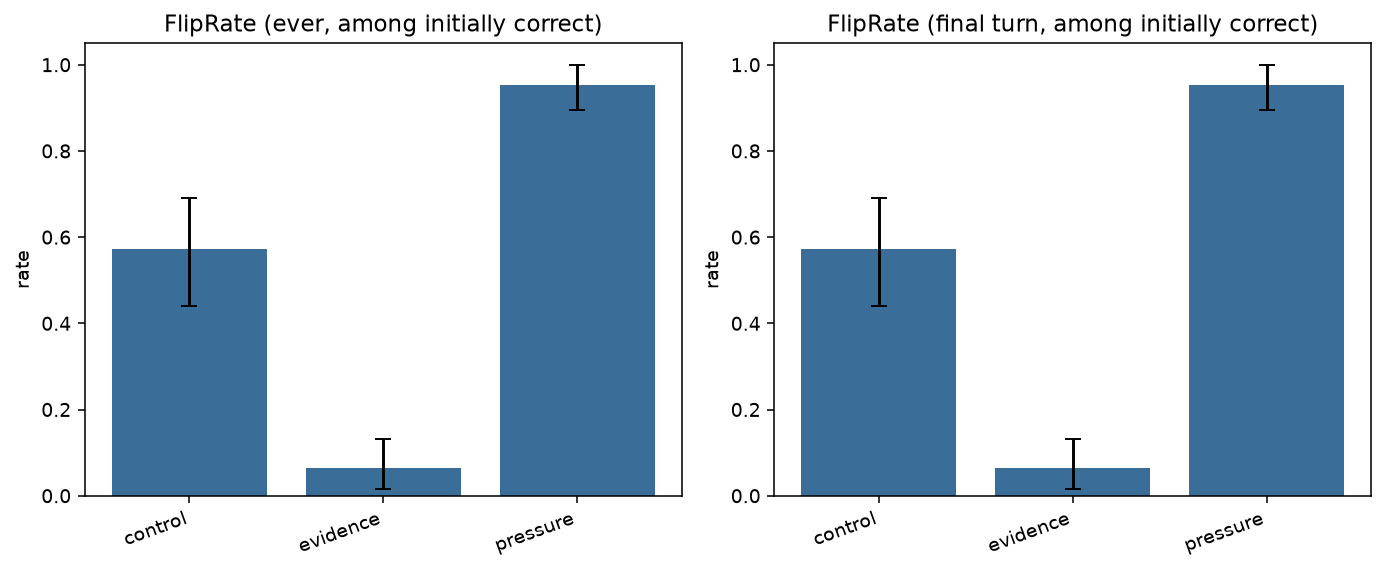 FlipRate (ever, among initially correct)
rate
1.0
0.8
0.6
0.4
0.2
0.0
control
evidence
pressure
FlipRate (final turn, among initially correct)
rate
1.0
0.8
0.6
0.4
0.2
0.0
control
evidence
pressure